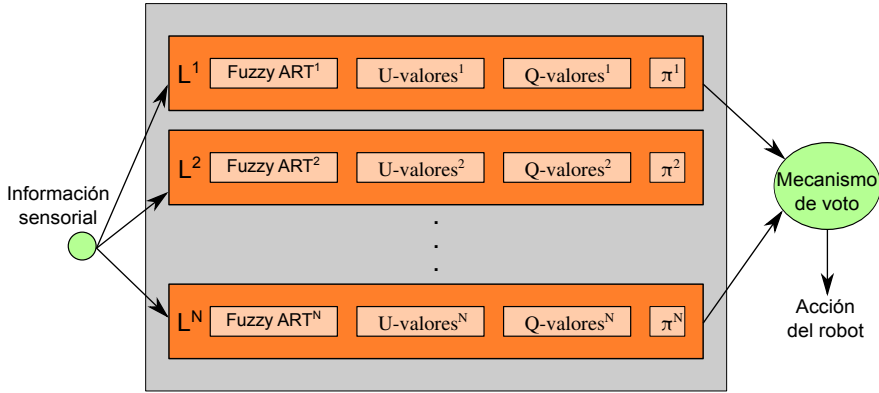 L¹ Fuzzy ART¹ U-valores¹ Q-valores¹ π¹
L² Fuzzy ART² U-valores² Q-valores² π²
Información
sensorial
Mecanismo
de voto
.
.
.
Lᴺ Fuzzy ARTᴺ U-valoresᴺ Q-valoresᴺ πᴺ
Acción
del robot